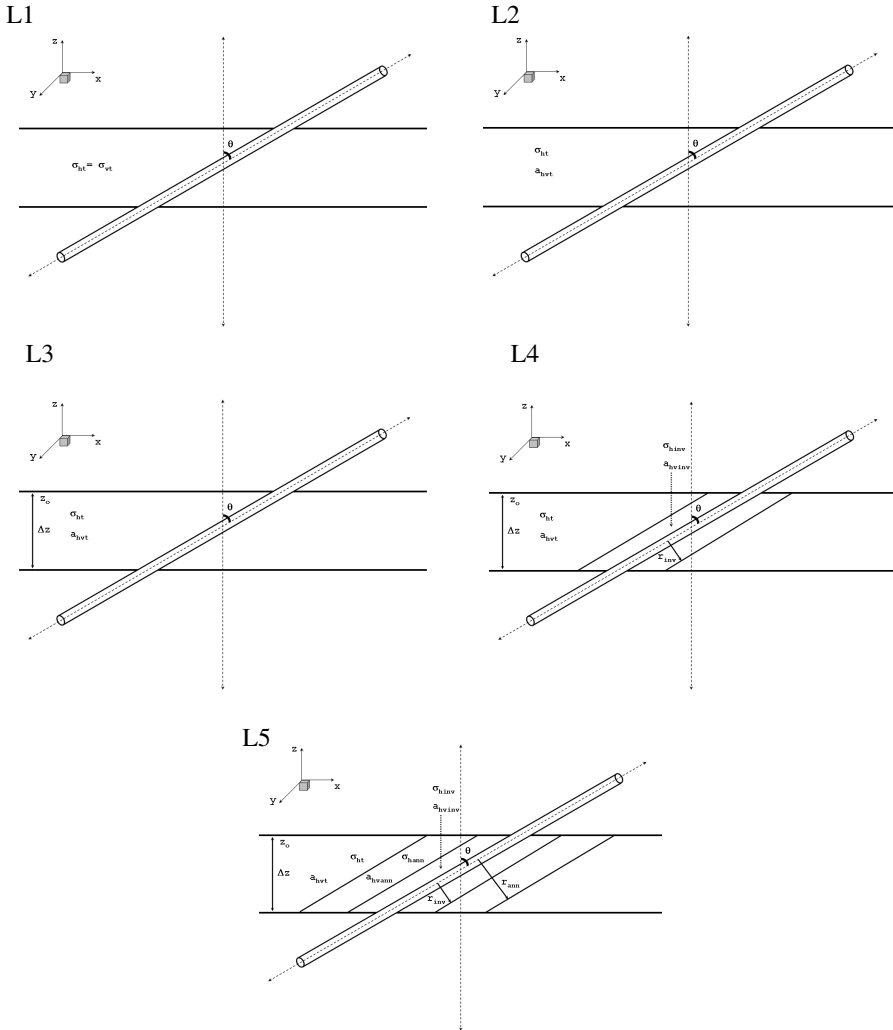 L1
z
x
y
θ
σht = σvt
L2
z
x
y
θ
σht
ahvt
L3
z
x
y
zo
Δz
σht
ahvt
θ
L4
z
x
y
σhinv
ahvinv
zo
Δz
σht
ahvt
θ
rinv
L5
z
x
y
σhinv
ahvinv
zo
Δz
σht
ahvt
σhann
ahvann
θ
rinv
rann